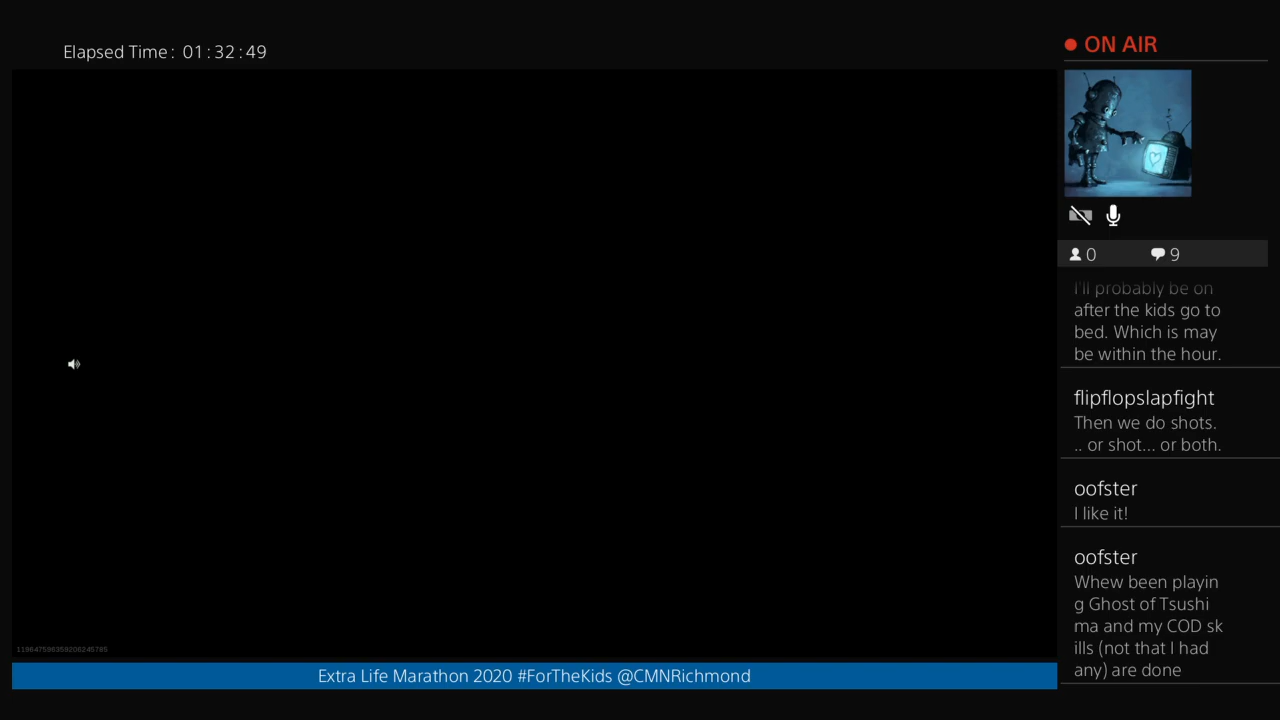 Elapsed Time: 01:32:49
ON AIR
0 9
I'll probably be on
after the kids go to
bed. Which is may
be within the hour.
flipflopslapfight
Then we do shots.
.. or shot... or both.
oofster
I like it!
oofster
Whew been playin
g Ghost of Tsushi
ma and my COD sk
ills (not that I had
any) are done
119647596359206245785
Extra Life Marathon 2020 #ForTheKids @CMNRichmond